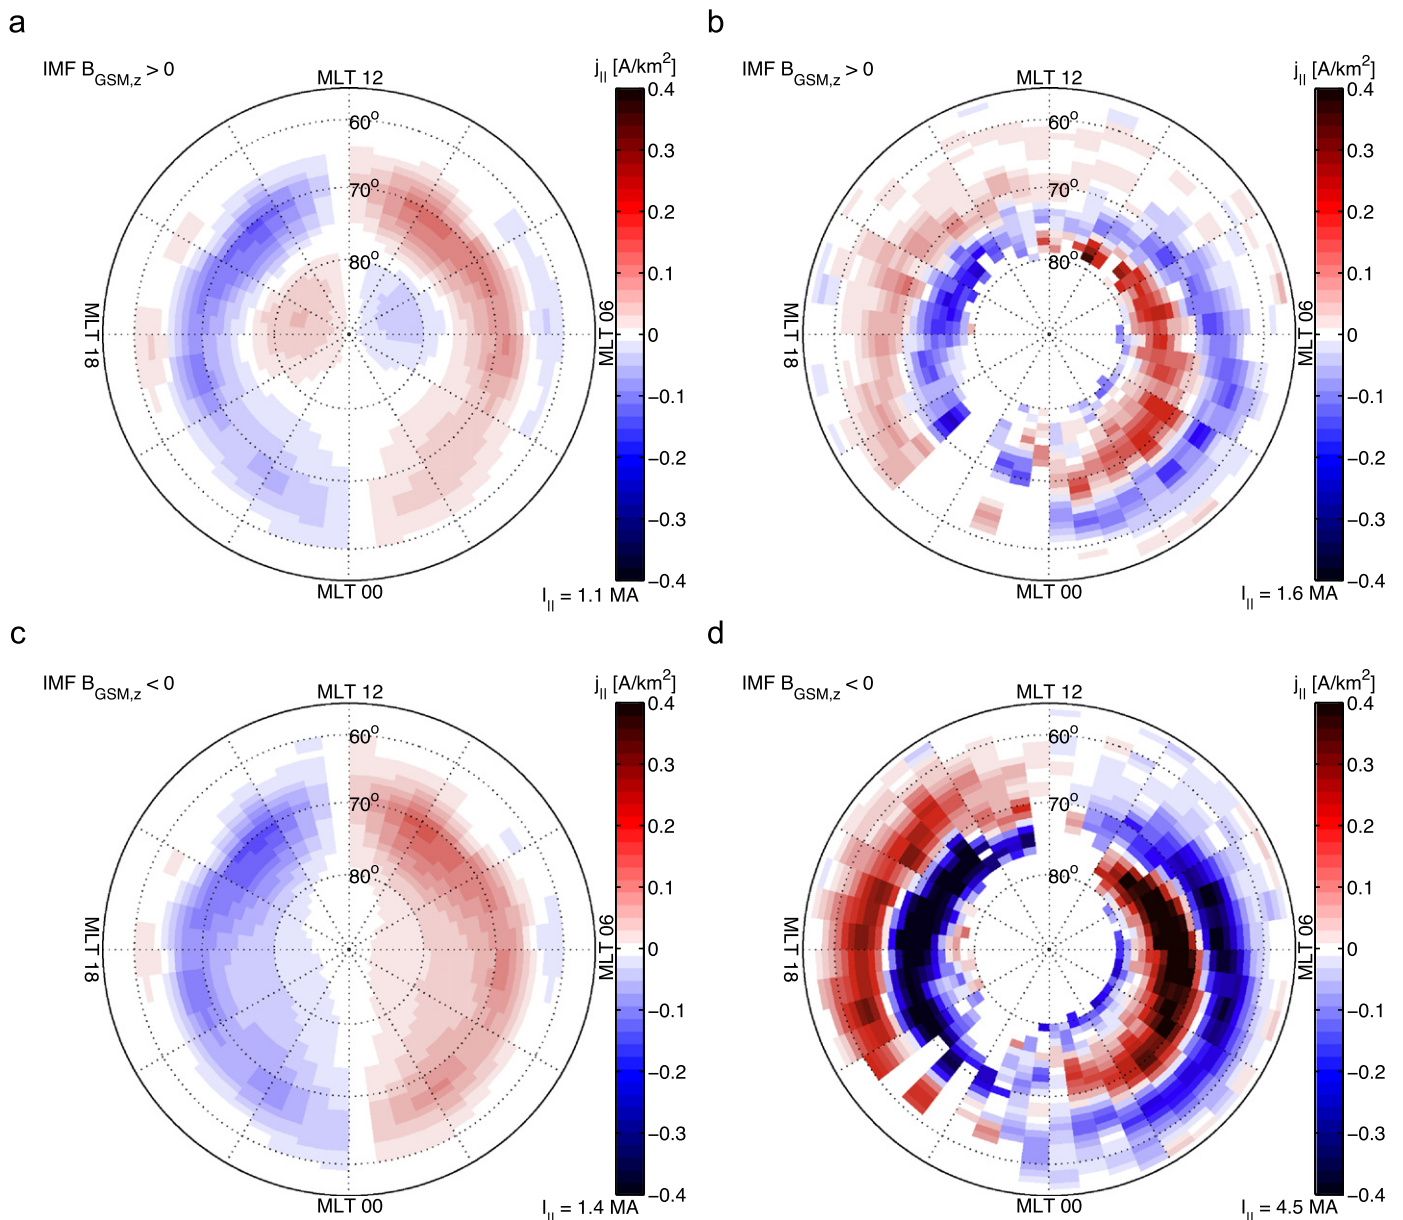 a
IMF B_GSM,z > 0
MLT 12
j_|| [A/km²]
60°
70°
80°
MLT 18
MLT 06
MLT 00
0.4
0.3
0.2
0.1
0
−0.1
−0.2
−0.3
−0.4
I_|| = 1.1 MA
b
IMF B_GSM,z > 0
MLT 12
j_|| [A/km²]
60°
70°
80°
MLT 18
MLT 06
MLT 00
0.4
0.3
0.2
0.1
0
−0.1
−0.2
−0.3
−0.4
I_|| = 1.6 MA
c
IMF B_GSM,z < 0
MLT 12
j_|| [A/km²]
60°
70°
80°
MLT 18
MLT 06
MLT 00
0.4
0.3
0.2
0.1
0
−0.1
−0.2
−0.3
−0.4
I_|| = 1.4 MA
d
IMF B_GSM,z < 0
MLT 12
j_|| [A/km²]
60°
70°
80°
MLT 18
MLT 06
MLT 00
0.4
0.3
0.2
0.1
0
−0.1
−0.2
−0.3
−0.4
I_|| = 4.5 MA